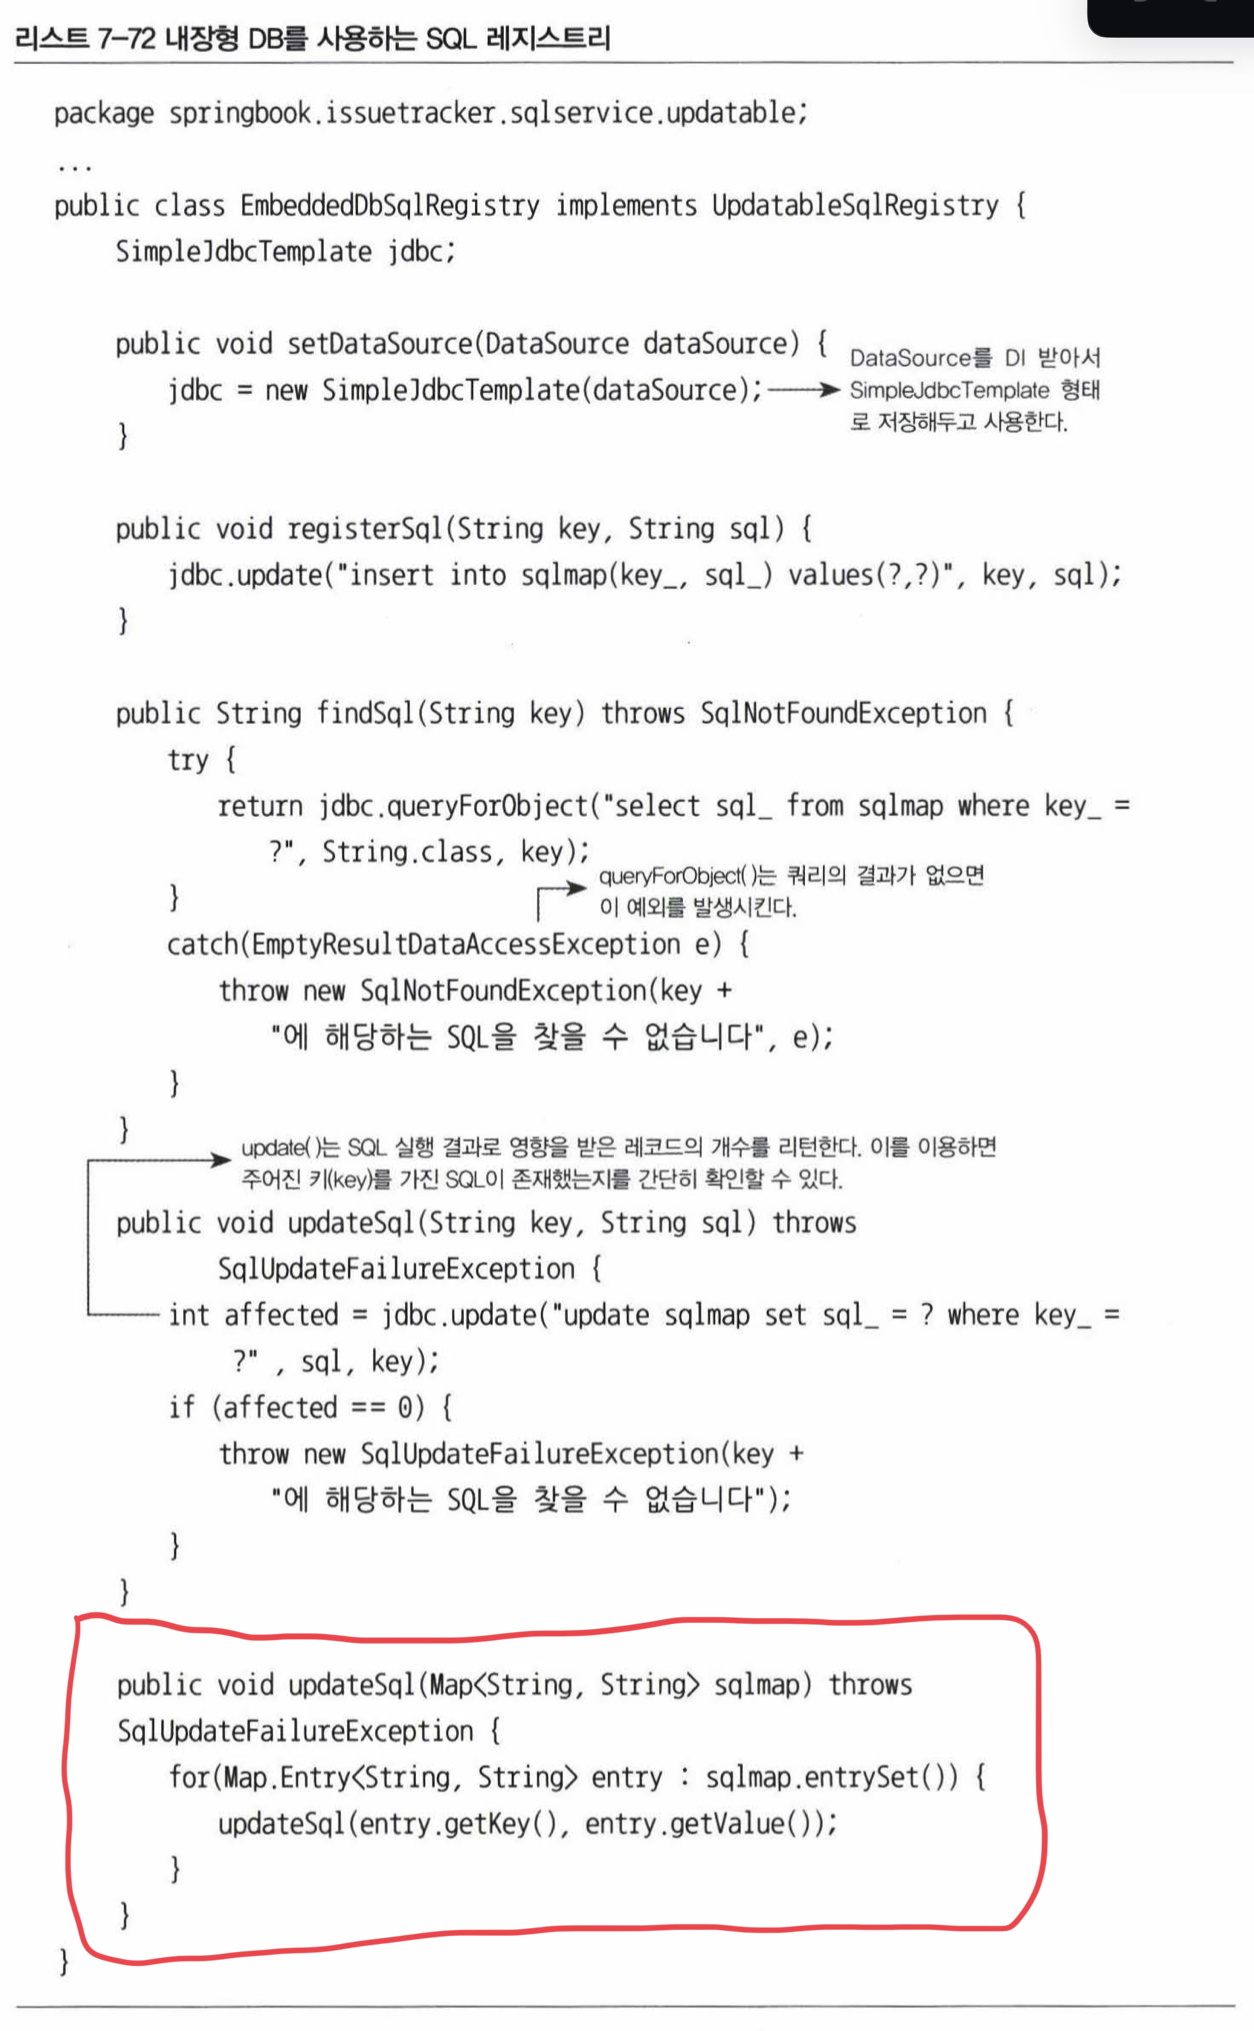 리스트 7-72 내장형 DB를 사용하는 SQL 레지스트리
package springbook.issuetracker.sqlservice.updatable;
...
public class EmbeddedDbSqlRegistry implements UpdatableSqlRegistry {
SimpleJdbcTemplate jdbc;
public void setDataSource(DataSource dataSource) {
jdbc = new SimpleJdbcTemplate(dataSource);
DataSource를 DI 받아서
SimpleJdbcTemplate 형태
로 저장해두고 사용한다.
}
public void registerSql(String key, String sql) {
jdbc.update("insert into sqlmap(key_, sql_) values(?,?)", key, sql);
}
public String findSql(String key) throws SqlNotFoundException {
try {
return jdbc.queryForObject("select sql_ from sqlmap where key_ =
?", String.class, key);
queryForObject( )는 쿼리의 결과가 없으면
이 예외를 발생시킨다.
}
catch(EmptyResultDataAccessException e) {
throw new SqlNotFoundException(key +
"에 해당하는 SQL을 찾을 수 없습니다", e);
}
}
update( )는 SQL 실행 결과로 영향을 받은 레코드의 개수를 리턴한다. 이를 이용하면
주어진 키(key)를 가진 SQL이 존재했는지를 간단히 확인할 수 있다.
public void updateSql(String key, String sql) throws
SqlUpdateFailureException {
int affected = jdbc.update("update sqlmap set sql_ = ? where key_ =
?" , sql, key);
if (affected == 0) {
throw new SqlUpdateFailureException(key +
"에 해당하는 SQL을 찾을 수 없습니다");
}
}
public void updateSql(Map<String, String> sqlmap) throws
SqlUpdateFailureException {
for(Map.Entry<String, String> entry : sqlmap.entrySet()) {
updateSql(entry.getKey(), entry.getValue());
}
}
}